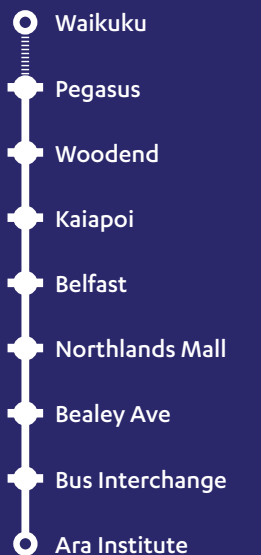 Waikuku
Pegasus
Woodend
Kaiapoi
Belfast
Northlands Mall
Bealey Ave
Bus Interchange
Ara Institute